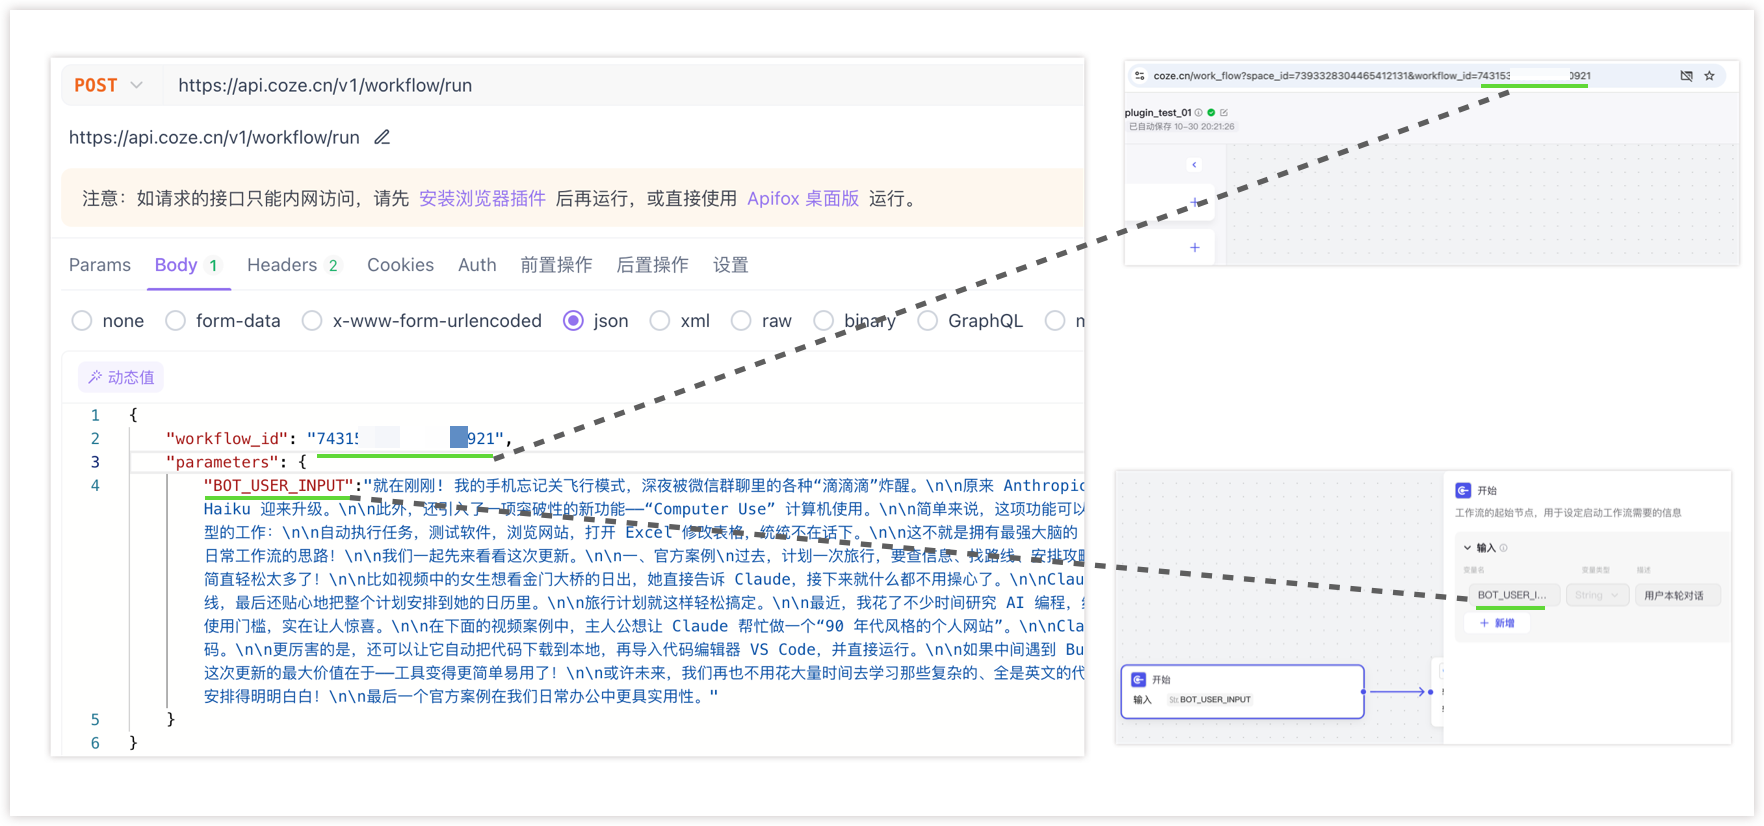 POST
https://api.coze.cn/v1/workflow/run
https://api.coze.cn/v1/workflow/run
注意：如请求的接口只能内网访问，请先 安装浏览器插件 后再运行，或直接使用 Apifox 桌面版 运行。
Params Body 1 Headers 2 Cookies Auth 前置操作 后置操作 设置
none form-data x-www-form-urlencoded json xml raw binary GraphQL
动态值
1 {
2 "workflow_id": "7431 921",
3 "parameters": {
4 "BOT_USER_INPUT":"就在刚刚！我的手机忘记关飞行模式，深夜被微信群聊里的各种“滴滴滴”炸醒。\n\n原来 Anthropic
Haiku 迎来升级。\n\n此外，还引入了一项突破性的新功能——“Computer Use” 计算机使用。\n\n简单来说，这项功能可以
型的工作：\n\n自动执行任务，测试软件，浏览网站，打开 Excel 修改表格，统统不在话下。\n\n这不就是拥有最强大脑的
日常工作流的思路！\n\n我们一起先来看看这次更新。\n\n一、官方案例\n过去，计划一次旅行，要查信息、找路线、安排攻略
简直轻松太多了！\n\n比如视频中的女生想看金门大桥的日出，她直接告诉 Claude，接下来就什么都不用操心了。\n\nClau
线，最后还贴心地把整个计划安排到她的日历里。\n\n旅行计划就这样轻松搞定。\n\n最近，我花了不少时间研究 AI 编程，
使用门槛，实在让人惊喜。\n\n在下面的视频案例中，主人公想让 Claude 帮忙做一个“90 年代风格的个人网站”。\n\nCla
码。\n\n更厉害的是，还可以让它自动把代码下载到本地，再导入代码编辑器 VS Code，并直接运行。\n\n如果中间遇到 Bu
这次更新的最大价值在于——工具变得更简单易用了！\n\n或许未来，我们再也不用花大量时间去学习那些复杂的、全是英文的代
安排得明明白白！\n\n最后一个官方案例在我们日常办公中更具实用性。"
5 }
6 }
coze.cn/work_flow?space_id=7393328304465412131&workflow_id=743153 0921
plugin_test_01
已自动保存 10-30 20:21:26
开始
工作流的起始节点，用于设定启动工作流需要的信息
输入
变量名 变量类型 描述
BOT_USER_I... String 用户本轮对话
+ 新增
开始
输入 Str. BOT_USER_INPUT